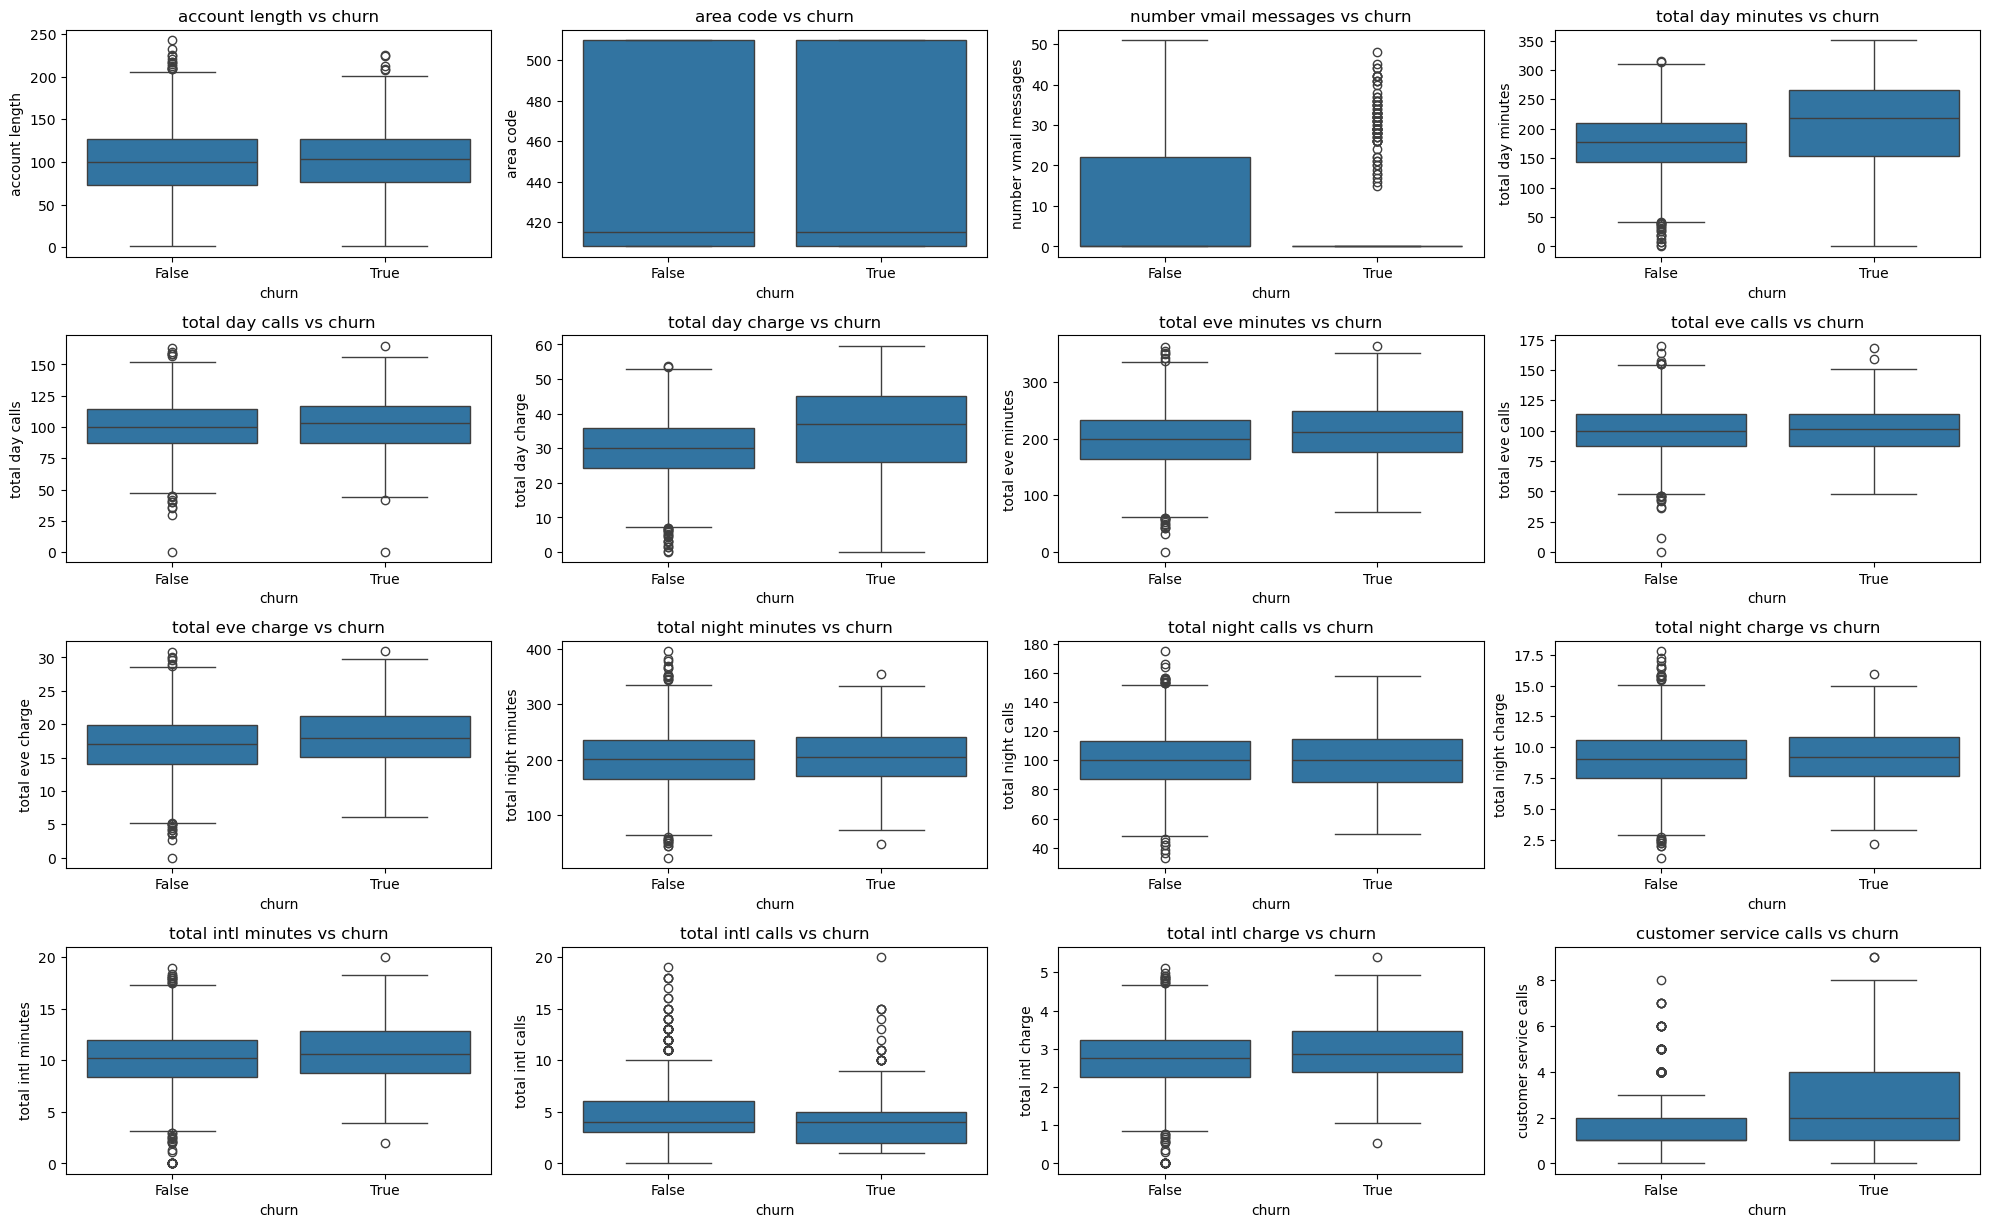 account length vs churn
area code vs churn
number vmail messages vs churn
total day minutes vs churn
account length
250
200
150
100
50
0
False
True
churn
area code
500
480
460
440
420
False
True
churn
number vmail messages
50
40
30
20
10
0
False
True
churn
total day minutes
350
300
250
200
150
100
50
0
False
True
churn
total day calls vs churn
total day charge vs churn
total eve minutes vs churn
total eve calls vs churn
total day calls
150
125
100
75
50
25
0
False
True
churn
total day charge
60
50
40
30
20
10
0
False
True
churn
total eve minutes
300
200
100
0
False
True
churn
total eve calls
175
150
125
100
75
50
25
0
False
True
churn
total eve charge vs churn
total night minutes vs churn
total night calls vs churn
total night charge vs churn
total eve charge
30
25
20
15
10
5
0
False
True
churn
total night minutes
400
300
200
100
False
True
churn
total night calls
180
160
140
120
100
80
60
40
False
True
churn
total night charge
17.5
15.0
12.5
10.0
7.5
5.0
2.5
False
True
churn
total intl minutes vs churn
total intl calls vs churn
total intl charge vs churn
customer service calls vs churn
total intl minutes
20
15
10
5
0
False
True
churn
total intl calls
20
15
10
5
0
False
True
churn
total intl charge
5
4
3
2
1
0
False
True
churn
customer service calls
8
6
4
2
0
False
True
churn